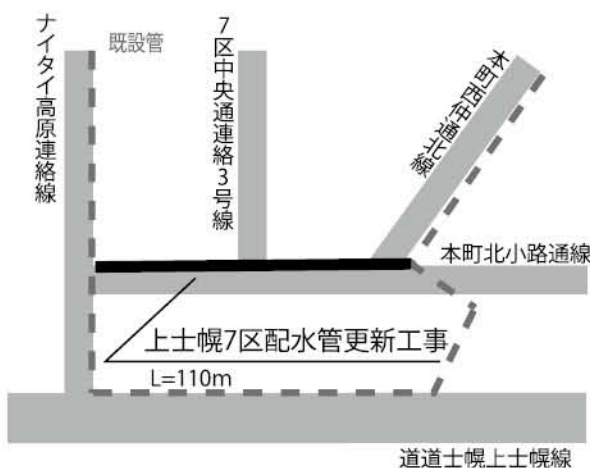 ナイタイ高原連絡線
既設管
7区中央通連絡3号線
本町西仲通北線
本町北小路通線
上士幌7区配水管更新工事
L=110m
道道士幌上士幌線